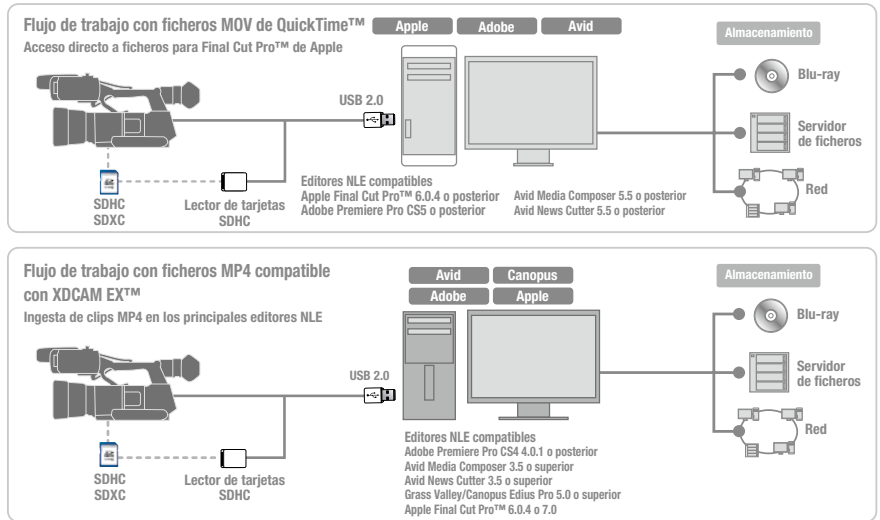 Flujo de trabajo con ficheros MOV de QuickTime™
Apple
Adobe
Avid
Acceso directo a ficheros para Final Cut Pro™ de Apple
Almacenamiento
USB 2.0
Blu-ray
Servidor
de ficheros
Red
SDHC
SDXC
Lector de tarjetas
SDHC
Editores NLE compatibles
Apple Final Cut Pro™ 6.0.4 o posterior
Adobe Premiere Pro CS5 o posterior
Avid Media Composer 5.5 o posterior
Avid News Cutter 5.5 o posterior
Flujo de trabajo con ficheros MP4 compatible
con XDCAM EX™
Ingesta de clips MP4 en los principales editores NLE
Avid
Canopus
Adobe
Apple
Almacenamiento
USB 2.0
Blu-ray
Servidor
de ficheros
Red
SDHC
SDXC
Lector de tarjetas
SDHC
Editores NLE compatibles
Adobe Premiere Pro CS4 4.0.1 o posterior
Avid Media Composer 3.5 o superior
Avid News Cutter 3.5 o superior
Grass Valley/Canopus Edius Pro 5.0 o superior
Apple Final Cut Pro™ 6.0.4 o 7.0